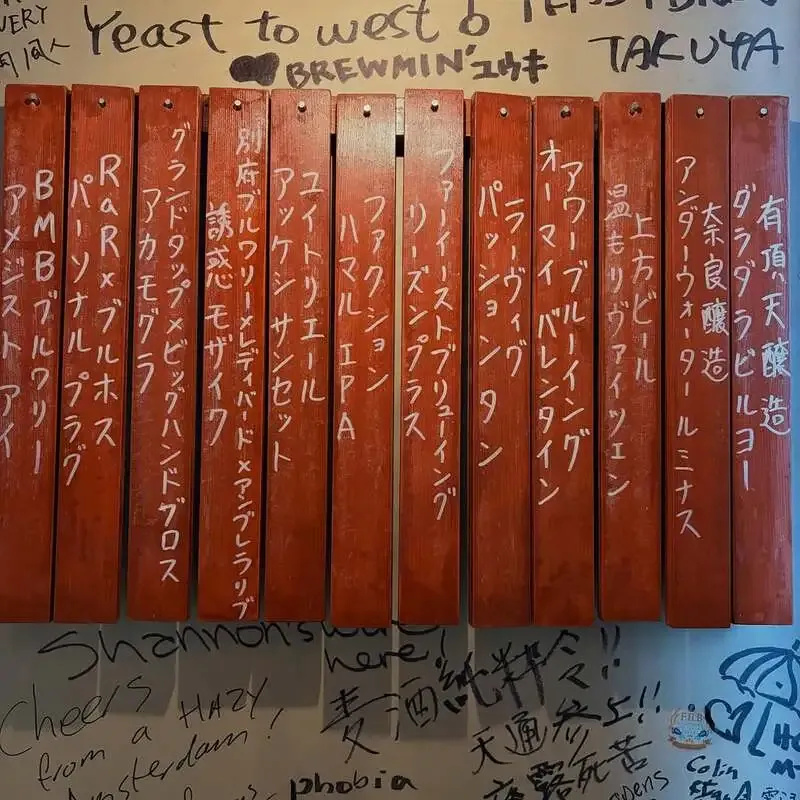 VERY
Yeast to west b
TAKUYA
BREWMIN'ユウキ
有頂天醸造
ダラダラビルヨー
奈良醸造
アンダーウォータールミナス
上方ビール
温モリヴァイツェン
アワーブルーイング
オーマイ バレンタイン
ラーヴィグ
パッションタン
ファーイーストブリューイング
リーズンプラス
ファクション
ハマル IPA
ユイトリエール
アッケシサンセット
別府ブルワリー×レディバード×アンブレラリブ
誘惑モザイク
グランドタップ×ビッグハンドグロス
アカモグラ
RaR×ブルホス
パーソナルプラグ
BMBブルワリー
アメジストアイ
Shannon's
here!
Cheers
from a HAZY
Amsterdam!
麦酒純粋令!!
天通参上!!
死苦
phobia
F.H.B
Colin